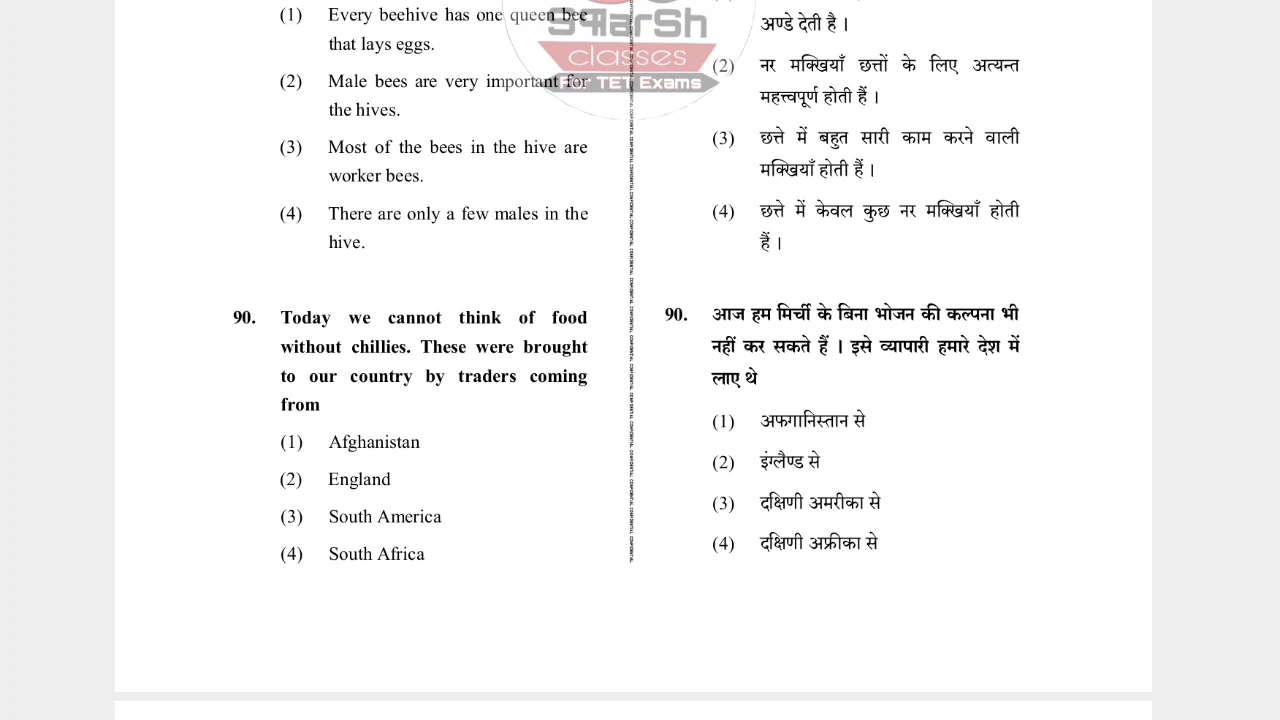 (1) Every beehive has one queen bee
that lays eggs.
(2) Male bees are very important for
the hives.
(3) Most of the bees in the hive are
worker bees.
(4) There are only a few males in the
hive.
90. Today we cannot think of food
without chillies. These were brought
to our country by traders coming
from
(1) Afghanistan
(2) England
(3) South America
(4) South Africa
classes
For TET Exams
अण्डे देती है ।
(2) नर मक्खियाँ छत्तों के लिए अत्यन्त
महत्त्वपूर्ण होती हैं ।
(3) छत्ते में बहुत सारी काम करने वाली
मक्खियाँ होती हैं ।
(4) छत्ते में केवल कुछ नर मक्खियाँ होती
हैं ।
90. आज हम मिर्ची के बिना भोजन की कल्पना भी
नहीं कर सकते हैं । इसे व्यापारी हमारे देश में
लाए थे
(1) अफगानिस्तान से
(2) इंग्लैण्ड से
(3) दक्षिणी अमरीका से
(4) दक्षिणी अफ्रीका से